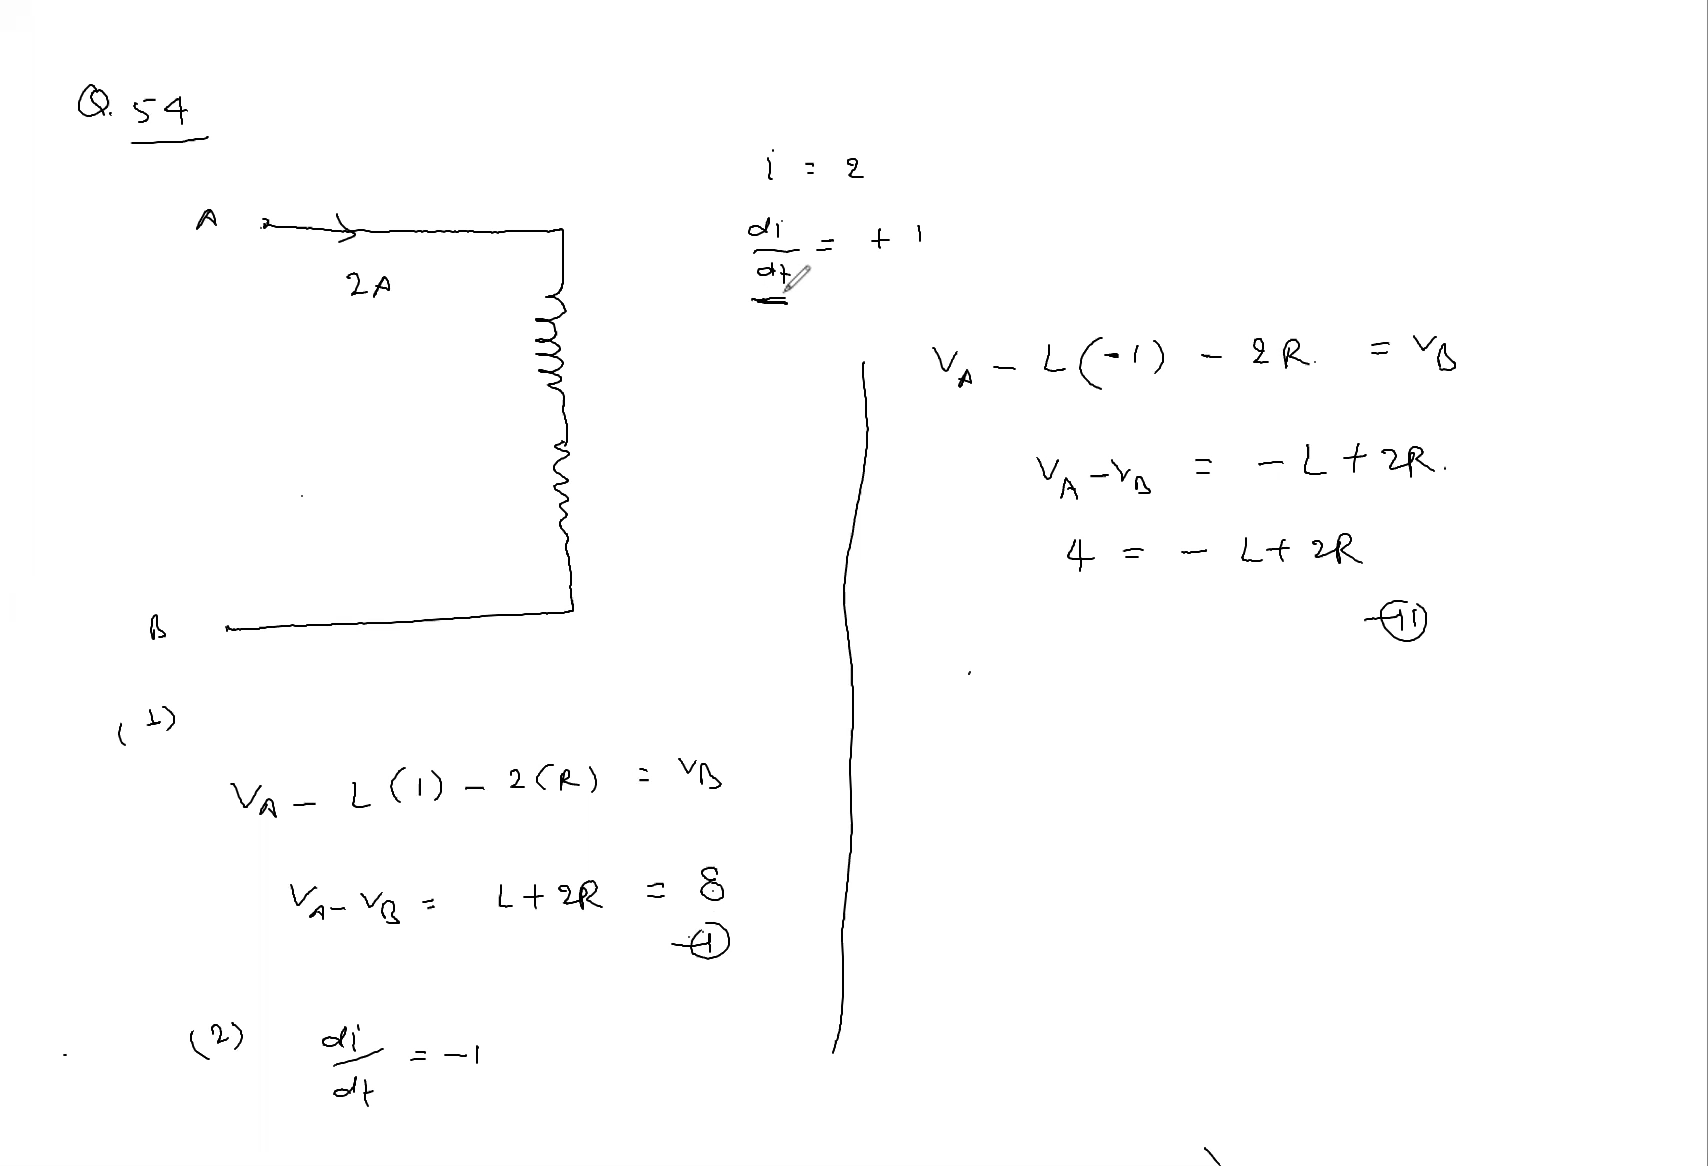 Q. 54
A
2A
B
i = 2
di/dt = + 1
(1)
V_A - L(1) - 2(R) = V_B
V_A - V_B = L + 2R = 8
-(I)
(2) di/dt = -1
V_A - L(-1) - 2R. = V_B
V_A - V_B = - L + 2R.
4 = - L + 2R
-(II)